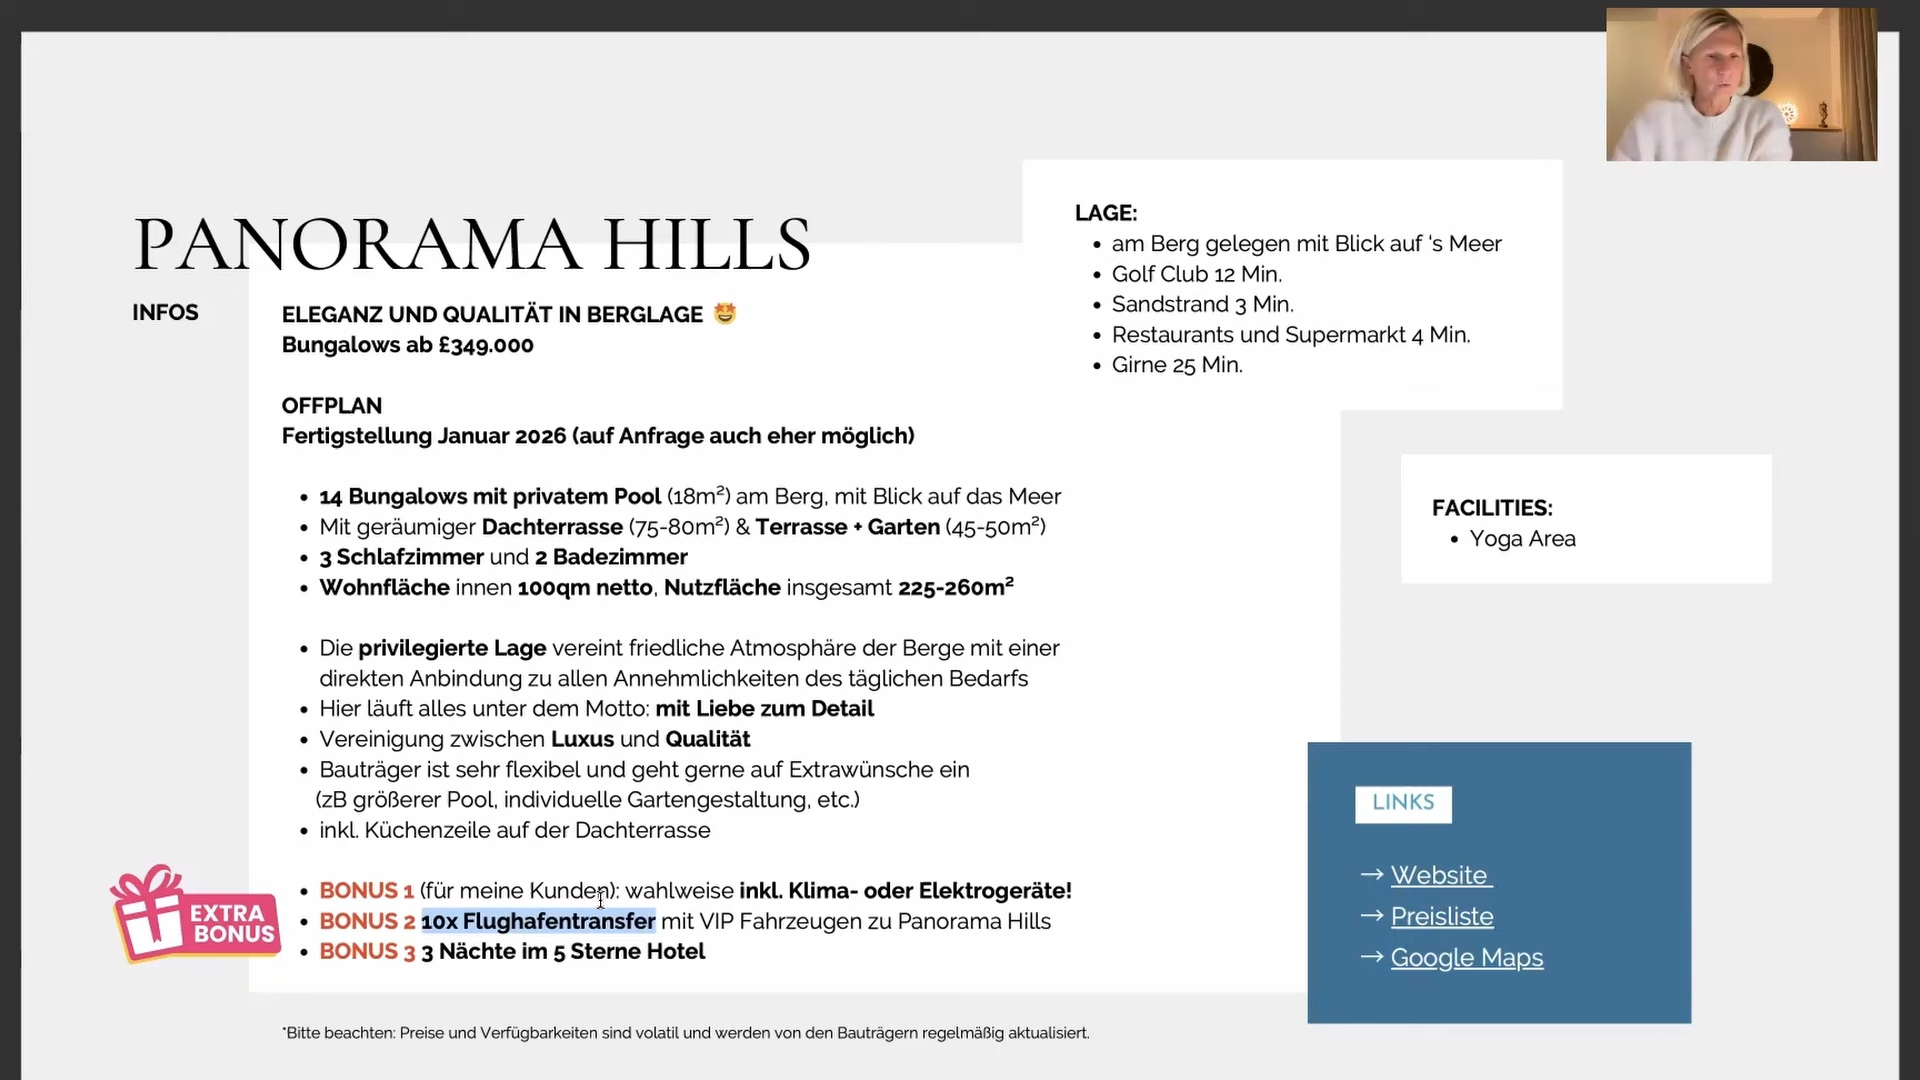 PANORAMA HILLS
INFOS
ELEGANZ UND QUALITÄT IN BERGLAGE 🤩
Bungalows ab £349.000
OFFPLAN
Fertigstellung Januar 2026 (auf Anfrage auch eher möglich)
• 14 Bungalows mit privatem Pool (18m²) am Berg, mit Blick auf das Meer
• Mit geräumiger Dachterrasse (75-80m²) & Terrasse + Garten (45-50m²)
• 3 Schlafzimmer und 2 Badezimmer
• Wohnfläche innen 100qm netto, Nutzfläche insgesamt 225-260m²
• Die privilegierte Lage vereint friedliche Atmosphäre der Berge mit einer
direkten Anbindung zu allen Annehmlichkeiten des täglichen Bedarfs
• Hier läuft alles unter dem Motto: mit Liebe zum Detail
• Vereinigung zwischen Luxus und Qualität
• Bauträger ist sehr flexibel und geht gerne auf Extrawünsche ein
(zB größerer Pool, individuelle Gartengestaltung, etc.)
• inkl. Küchenzeile auf der Dachterrasse
EXTRA
BONUS
• BONUS 1 (für meine Kunden): wahlweise inkl. Klima- oder Elektrogeräte!
• BONUS 2 10x Flughafentransfer mit VIP Fahrzeugen zu Panorama Hills
• BONUS 3 3 Nächte im 5 Sterne Hotel
*Bitte beachten: Preise und Verfügbarkeiten sind volatil und werden von den Bauträgern regelmäßig aktualisiert.
LAGE:
• am Berg gelegen mit Blick auf ‘s Meer
• Golf Club 12 Min.
• Sandstrand 3 Min.
• Restaurants und Supermarkt 4 Min.
• Girne 25 Min.
FACILITIES:
• Yoga Area
LINKS
→ Website
→ Preisliste
→ Google Maps